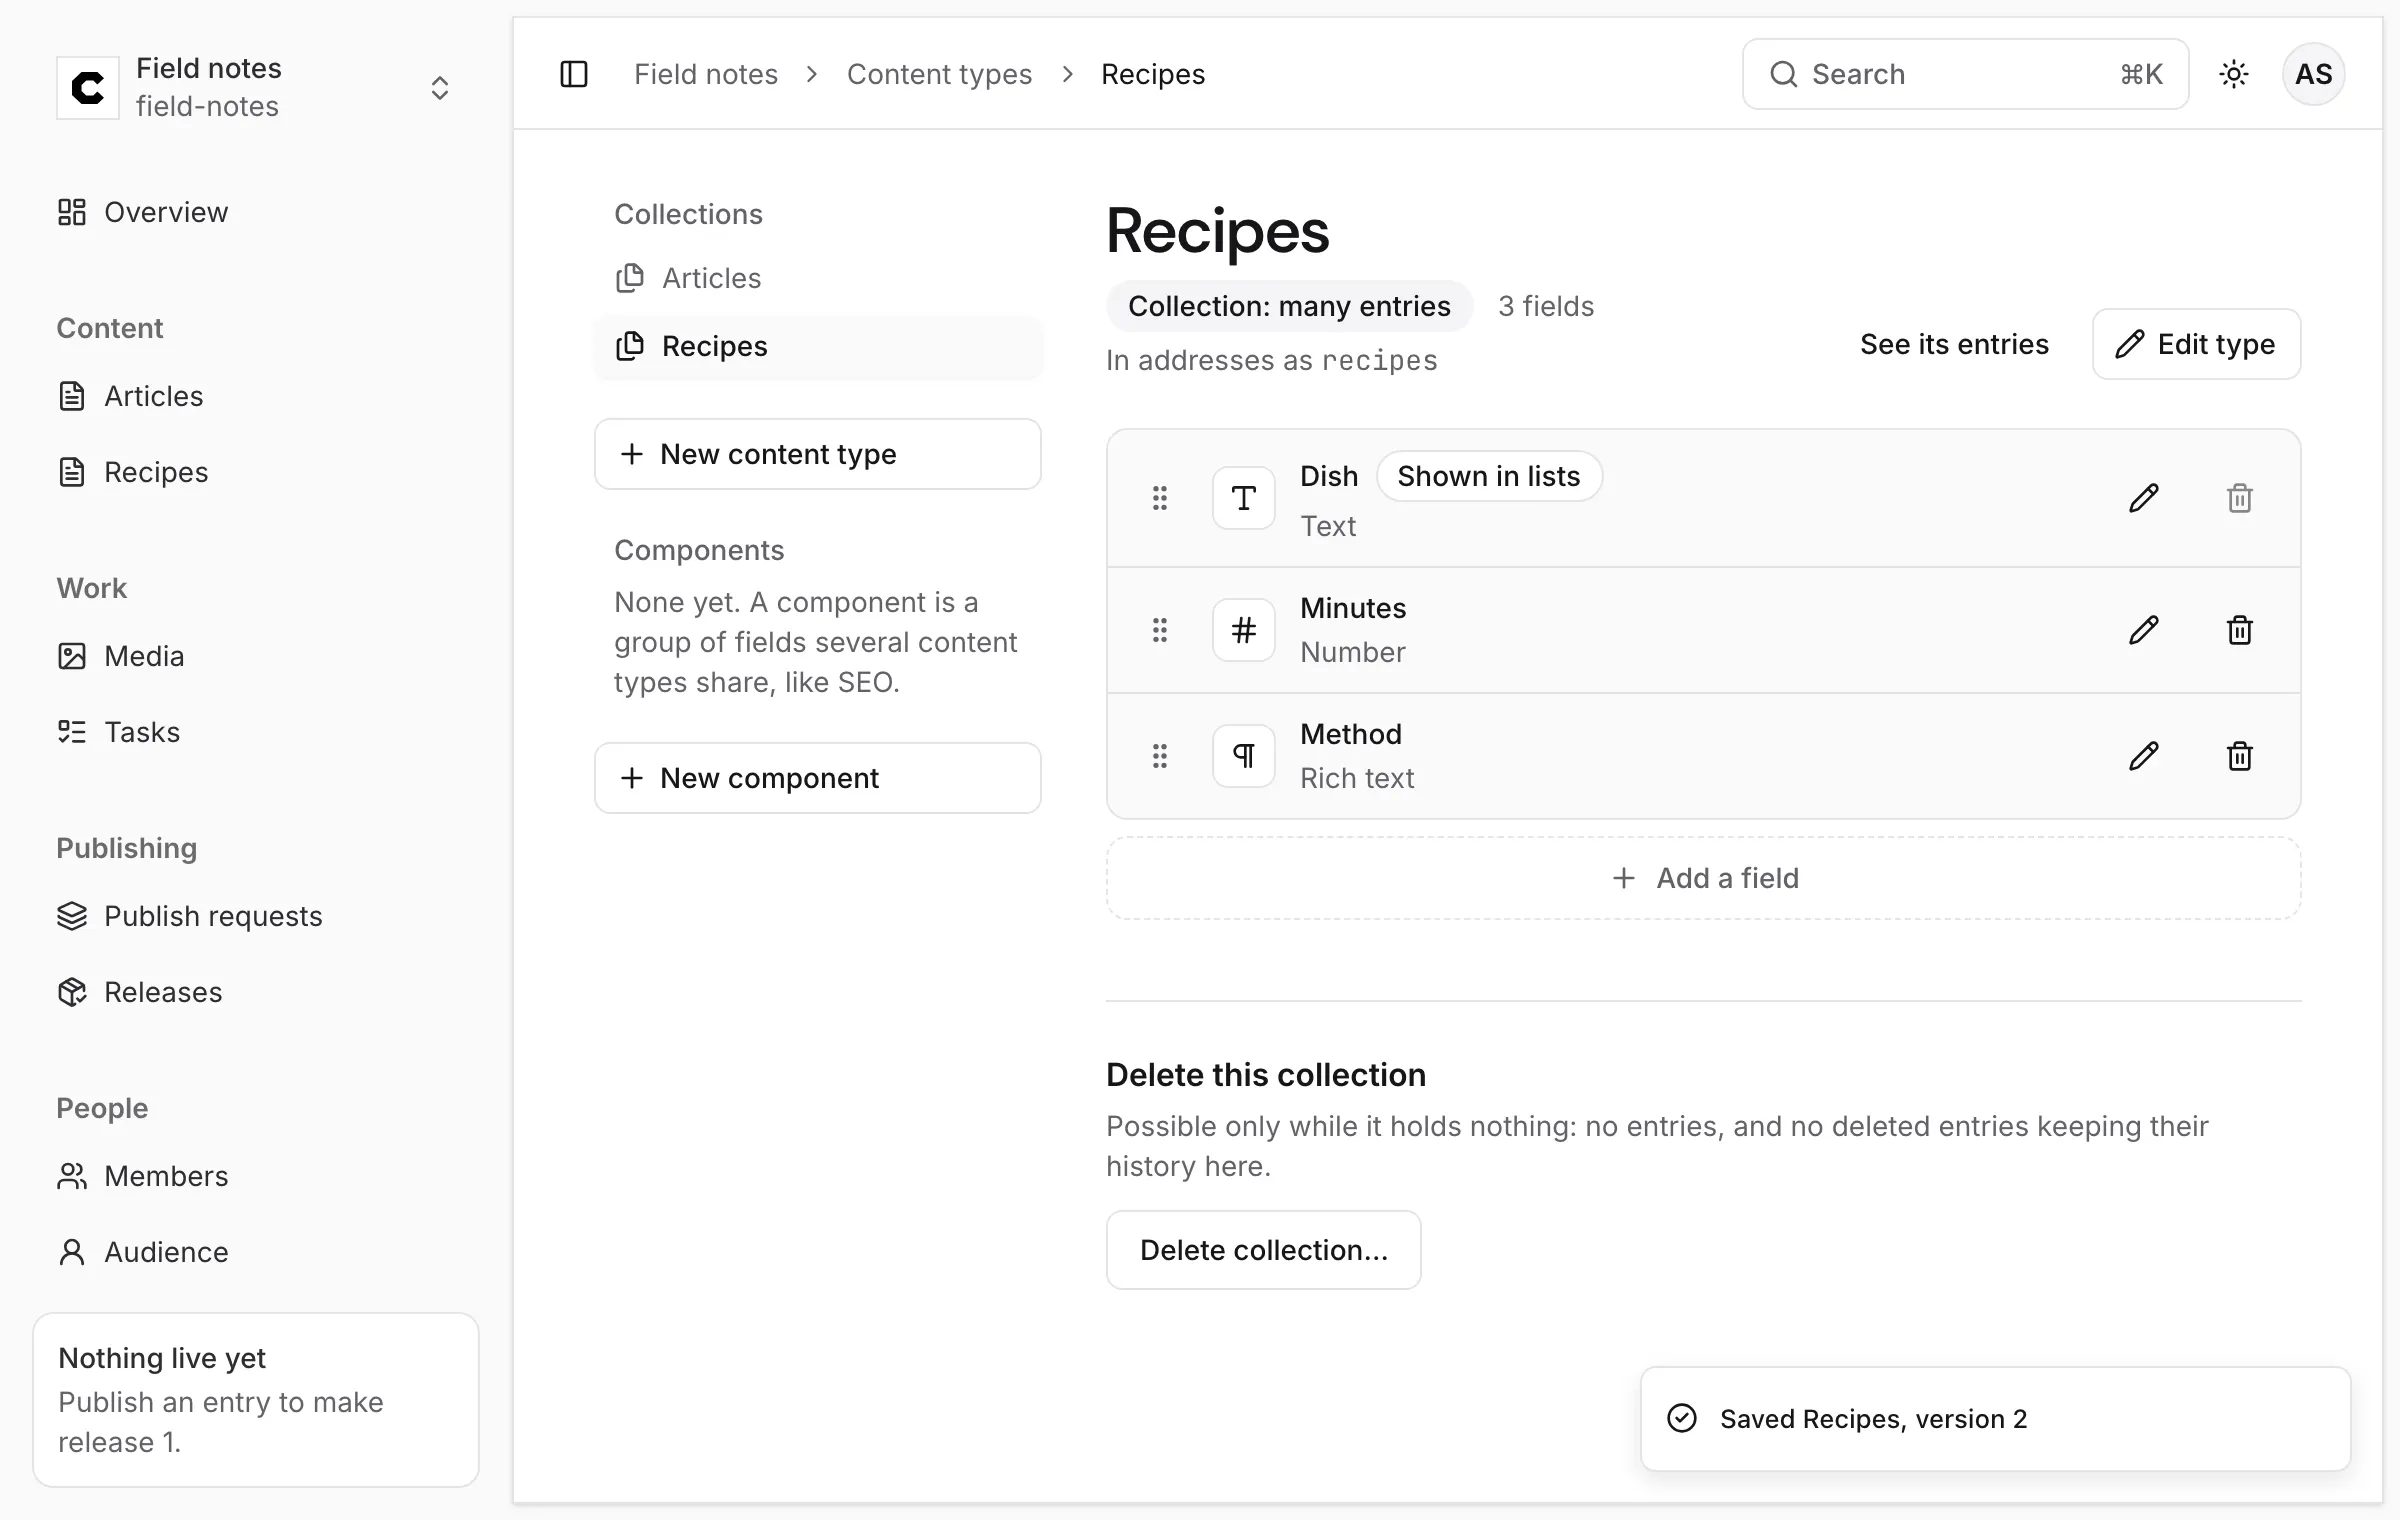 Field notes
field-notes
Overview
Content
Articles
Recipes
Work
Media
Tasks
Publishing
Publish requests
Releases
People
Members
Audience
Nothing live yet
Publish an entry to make
release 1.
Field notes > Content types > Recipes
Search ⌘K
AS
Collections
Articles
Recipes
+ New content type
Components
None yet. A component is a
group of fields several content
types share, like SEO.
+ New component
Recipes
Collection: many entries 3 fields
In addresses as recipes
See its entries
Edit type
Dish Shown in lists
Text
Minutes
Number
Method
Rich text
+ Add a field
Delete this collection
Possible only while it holds nothing: no entries, and no deleted entries keeping their
history here.
Delete collection...
Saved Recipes, version 2